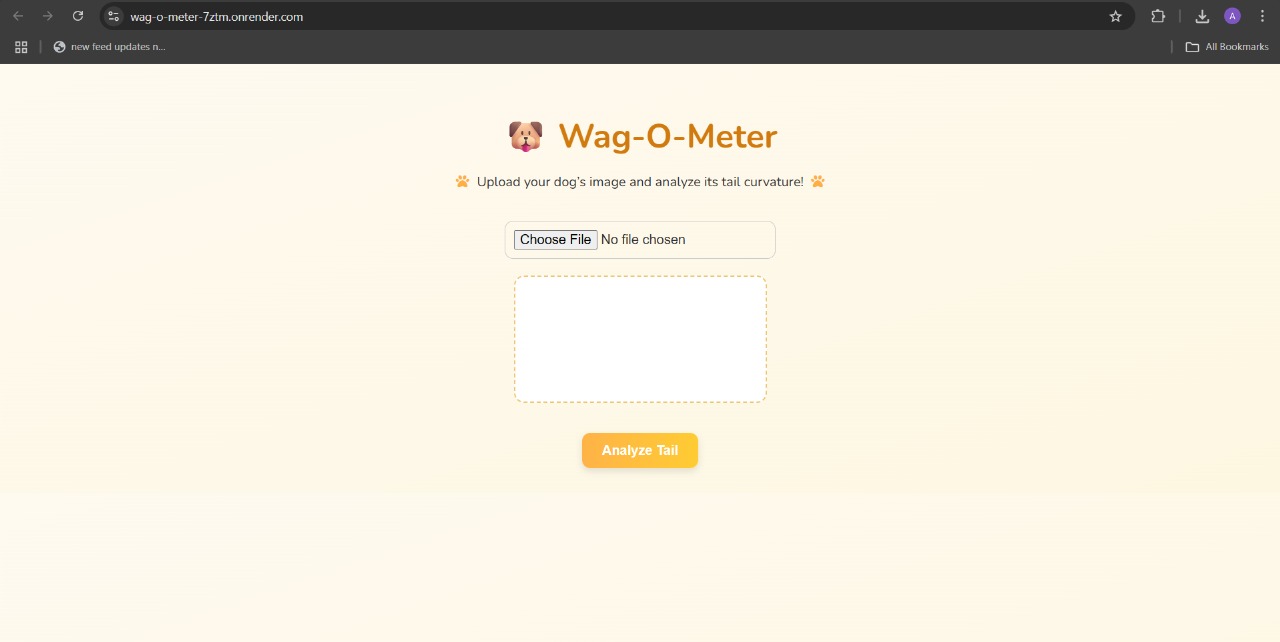 wag-o-meter-7ztm.onrender.com
A
new feed updates n...
All Bookmarks
Wag-O-Meter
Upload your dog’s image and analyze its tail curvature!
Choose File No file chosen
Analyze Tail